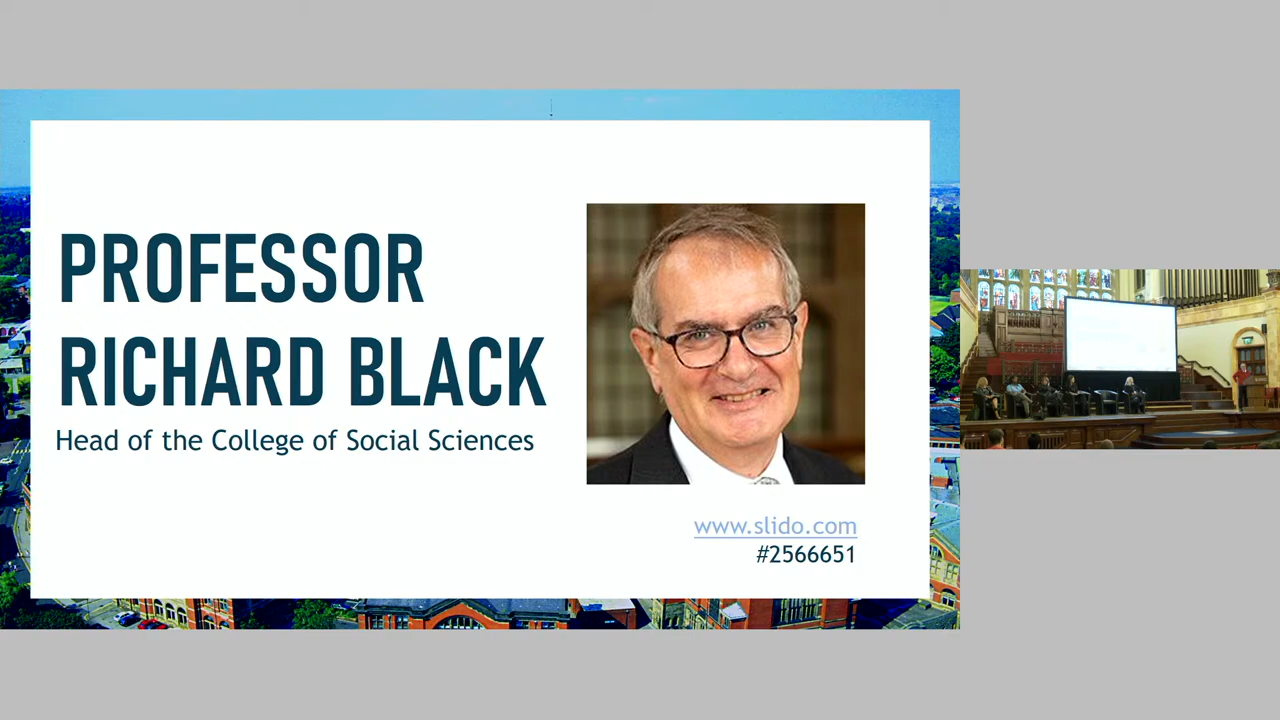 PROFESSOR
RICHARD BLACK
Head of the College of Social Sciences
www.slido.com
#2566651